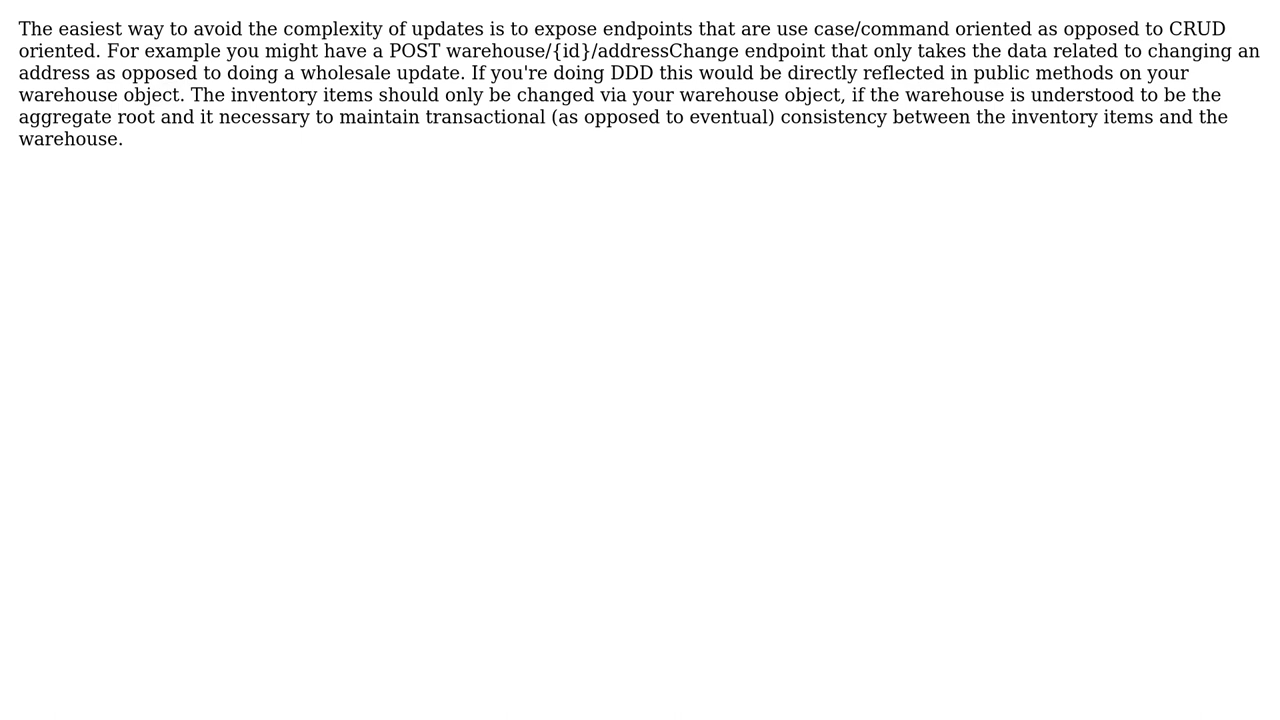 The easiest way to avoid the complexity of updates is to expose endpoints that are use case/command oriented as opposed to CRUD
oriented. For example you might have a POST warehouse/{id}/addressChange endpoint that only takes the data related to changing an
address as opposed to doing a wholesale update. If you're doing DDD this would be directly reflected in public methods on your
warehouse object. The inventory items should only be changed via your warehouse object, if the warehouse is understood to be the
aggregate root and it necessary to maintain transactional (as opposed to eventual) consistency between the inventory items and the
warehouse.